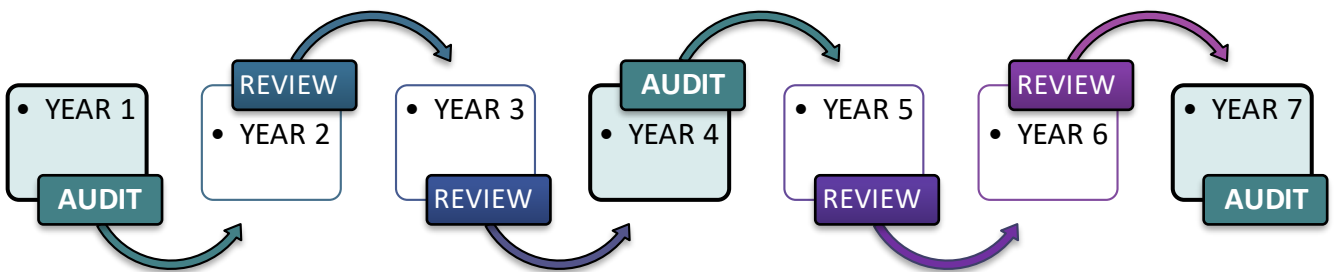 • YEAR 1
AUDIT
REVIEW
• YEAR 2
• YEAR 3
REVIEW
AUDIT
• YEAR 4
• YEAR 5
REVIEW
REVIEW
• YEAR 6
• YEAR 7
AUDIT